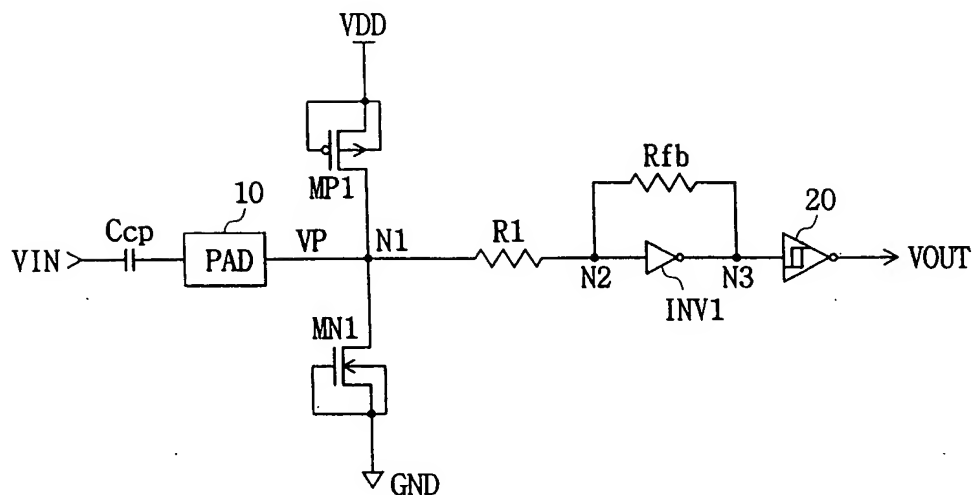 VDD
MP1
Rfb
10
20
Ccp
R1
VIN
PAD
VP
N1
N2
N3
VOUT
INV1
MN1
GND